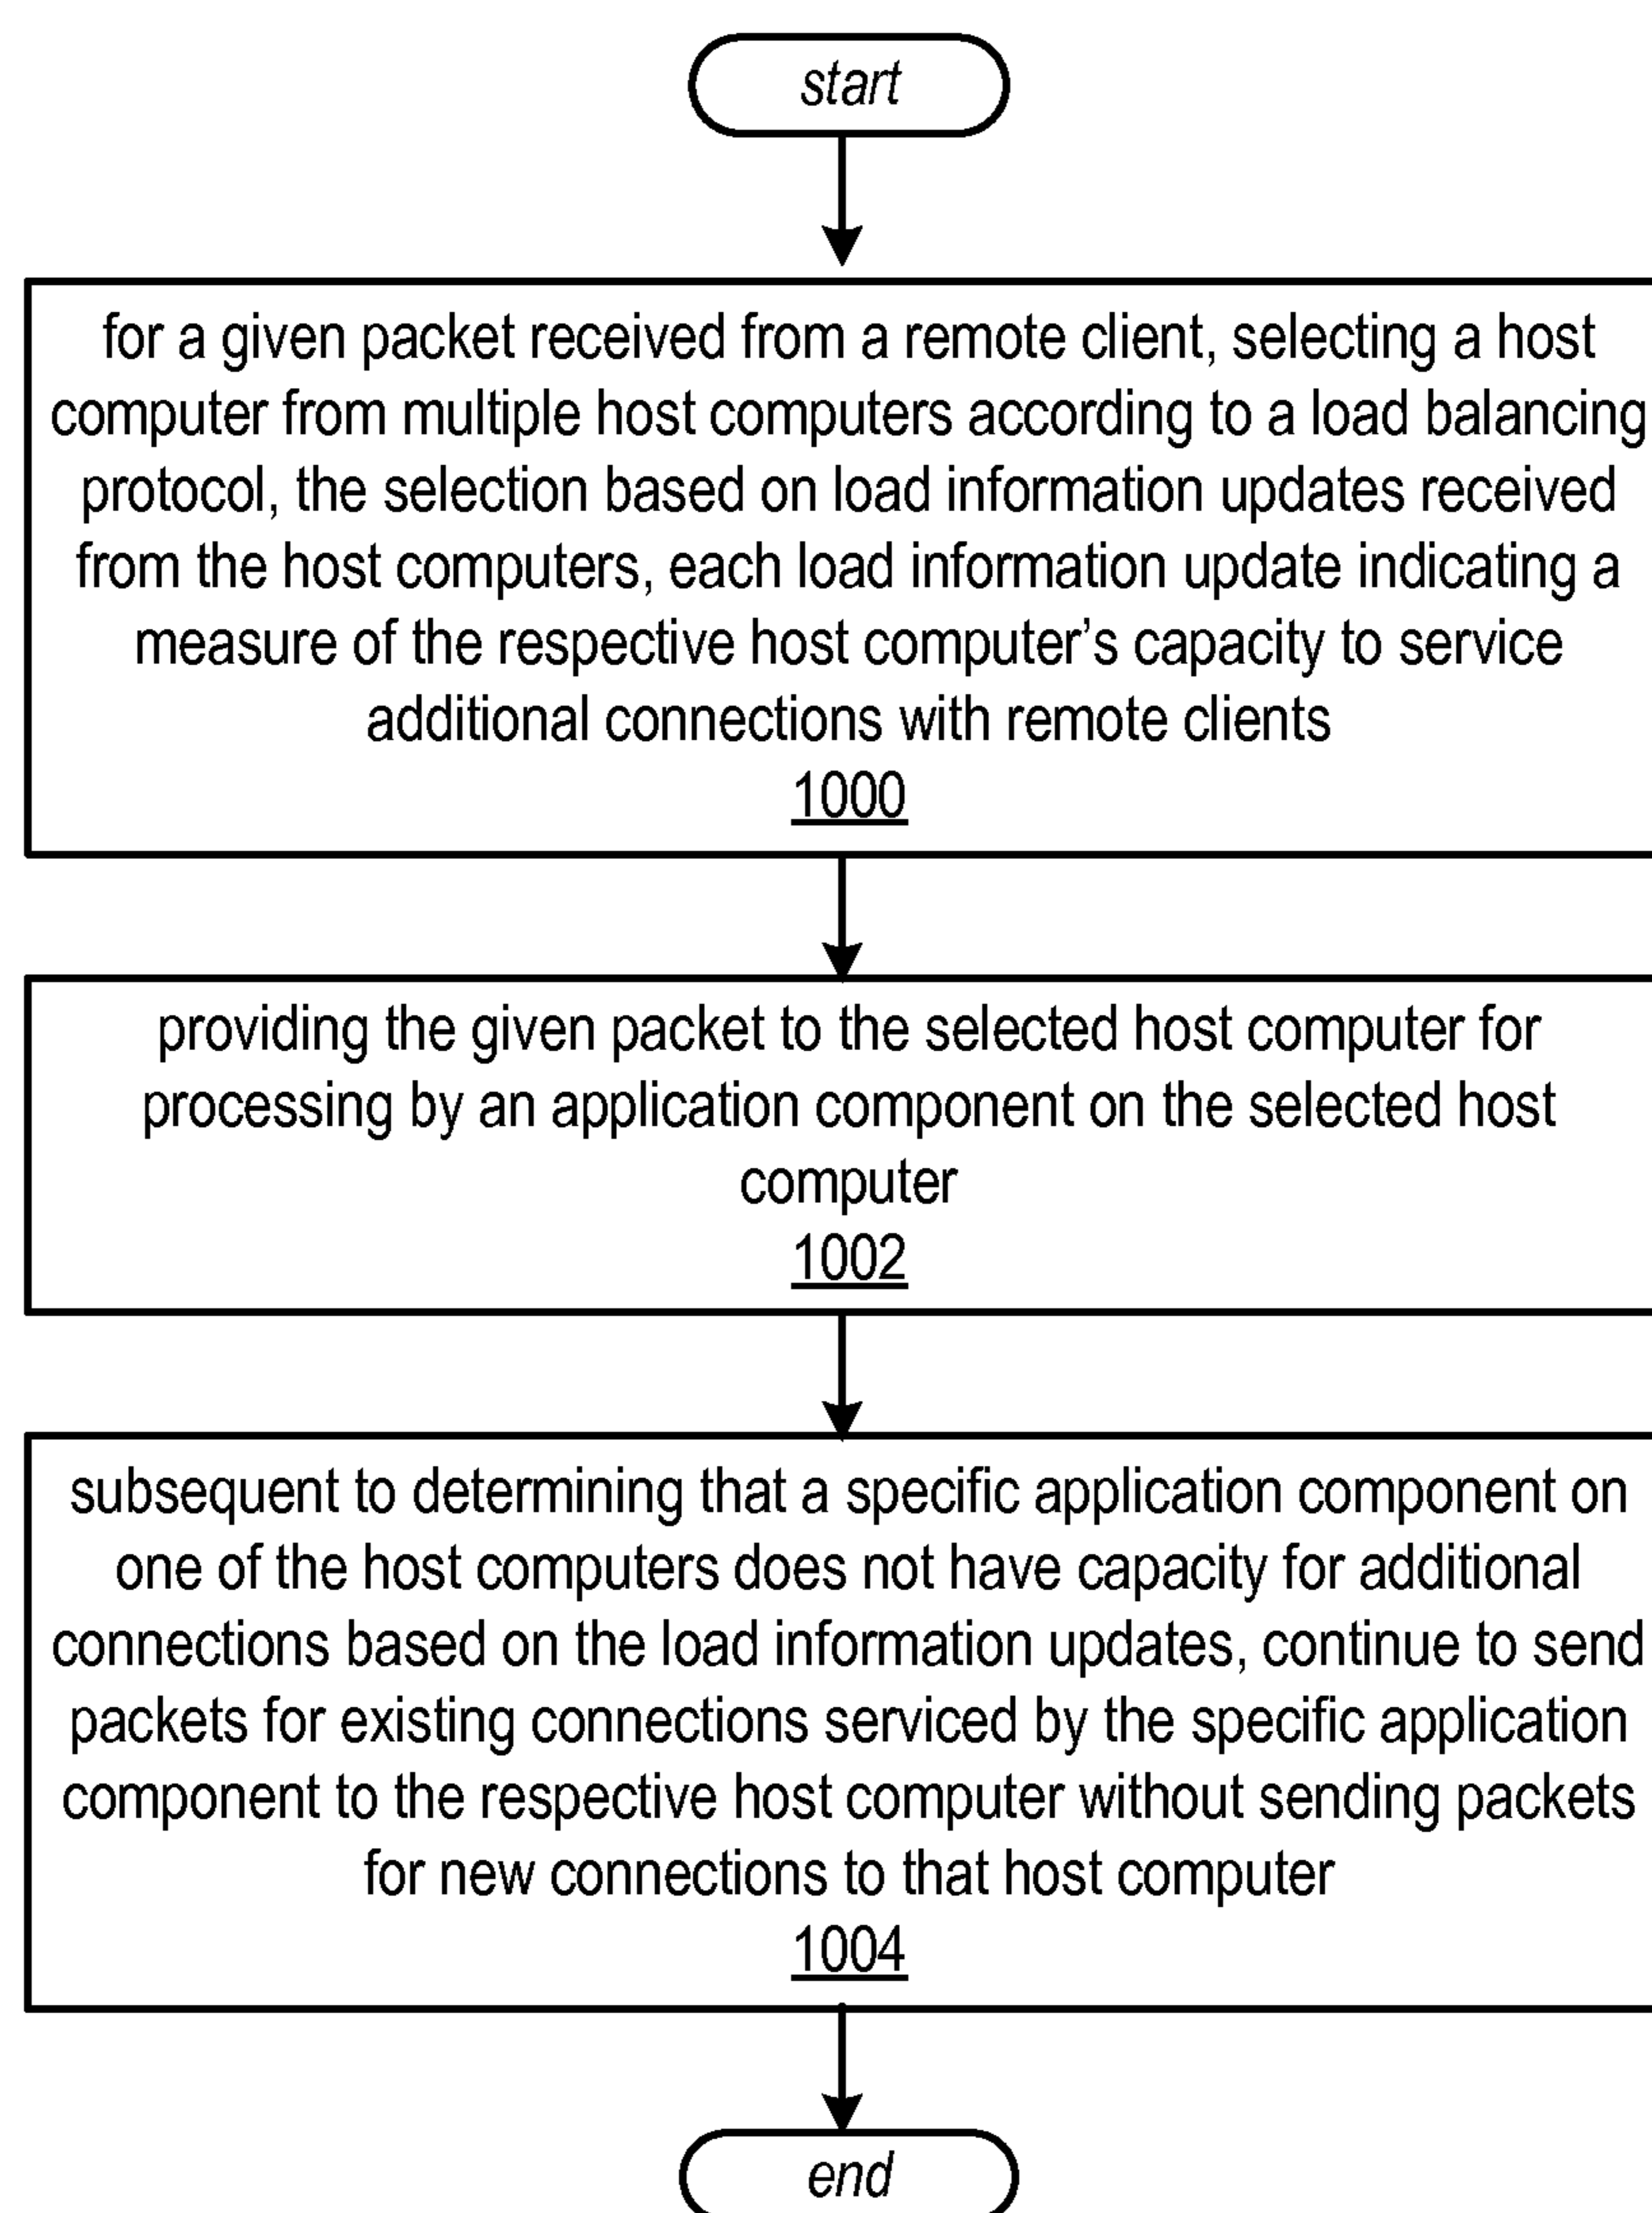 start
for a given packet received from a remote client, selecting a host
computer from multiple host computers according to a load balancing
protocol, the selection based on load information updates received
from the host computers, each load information update indicating a
measure of the respective host computer’s capacity to service
additional connections with remote clients
1000
providing the given packet to the selected host computer for
processing by an application component on the selected host
computer
1002
subsequent to determining that a specific application component on
one of the host computers does not have capacity for additional
connections based on the load information updates, continue to send
packets for existing connections serviced by the specific application
component to the respective host computer without sending packets
for new connections to that host computer
1004
end